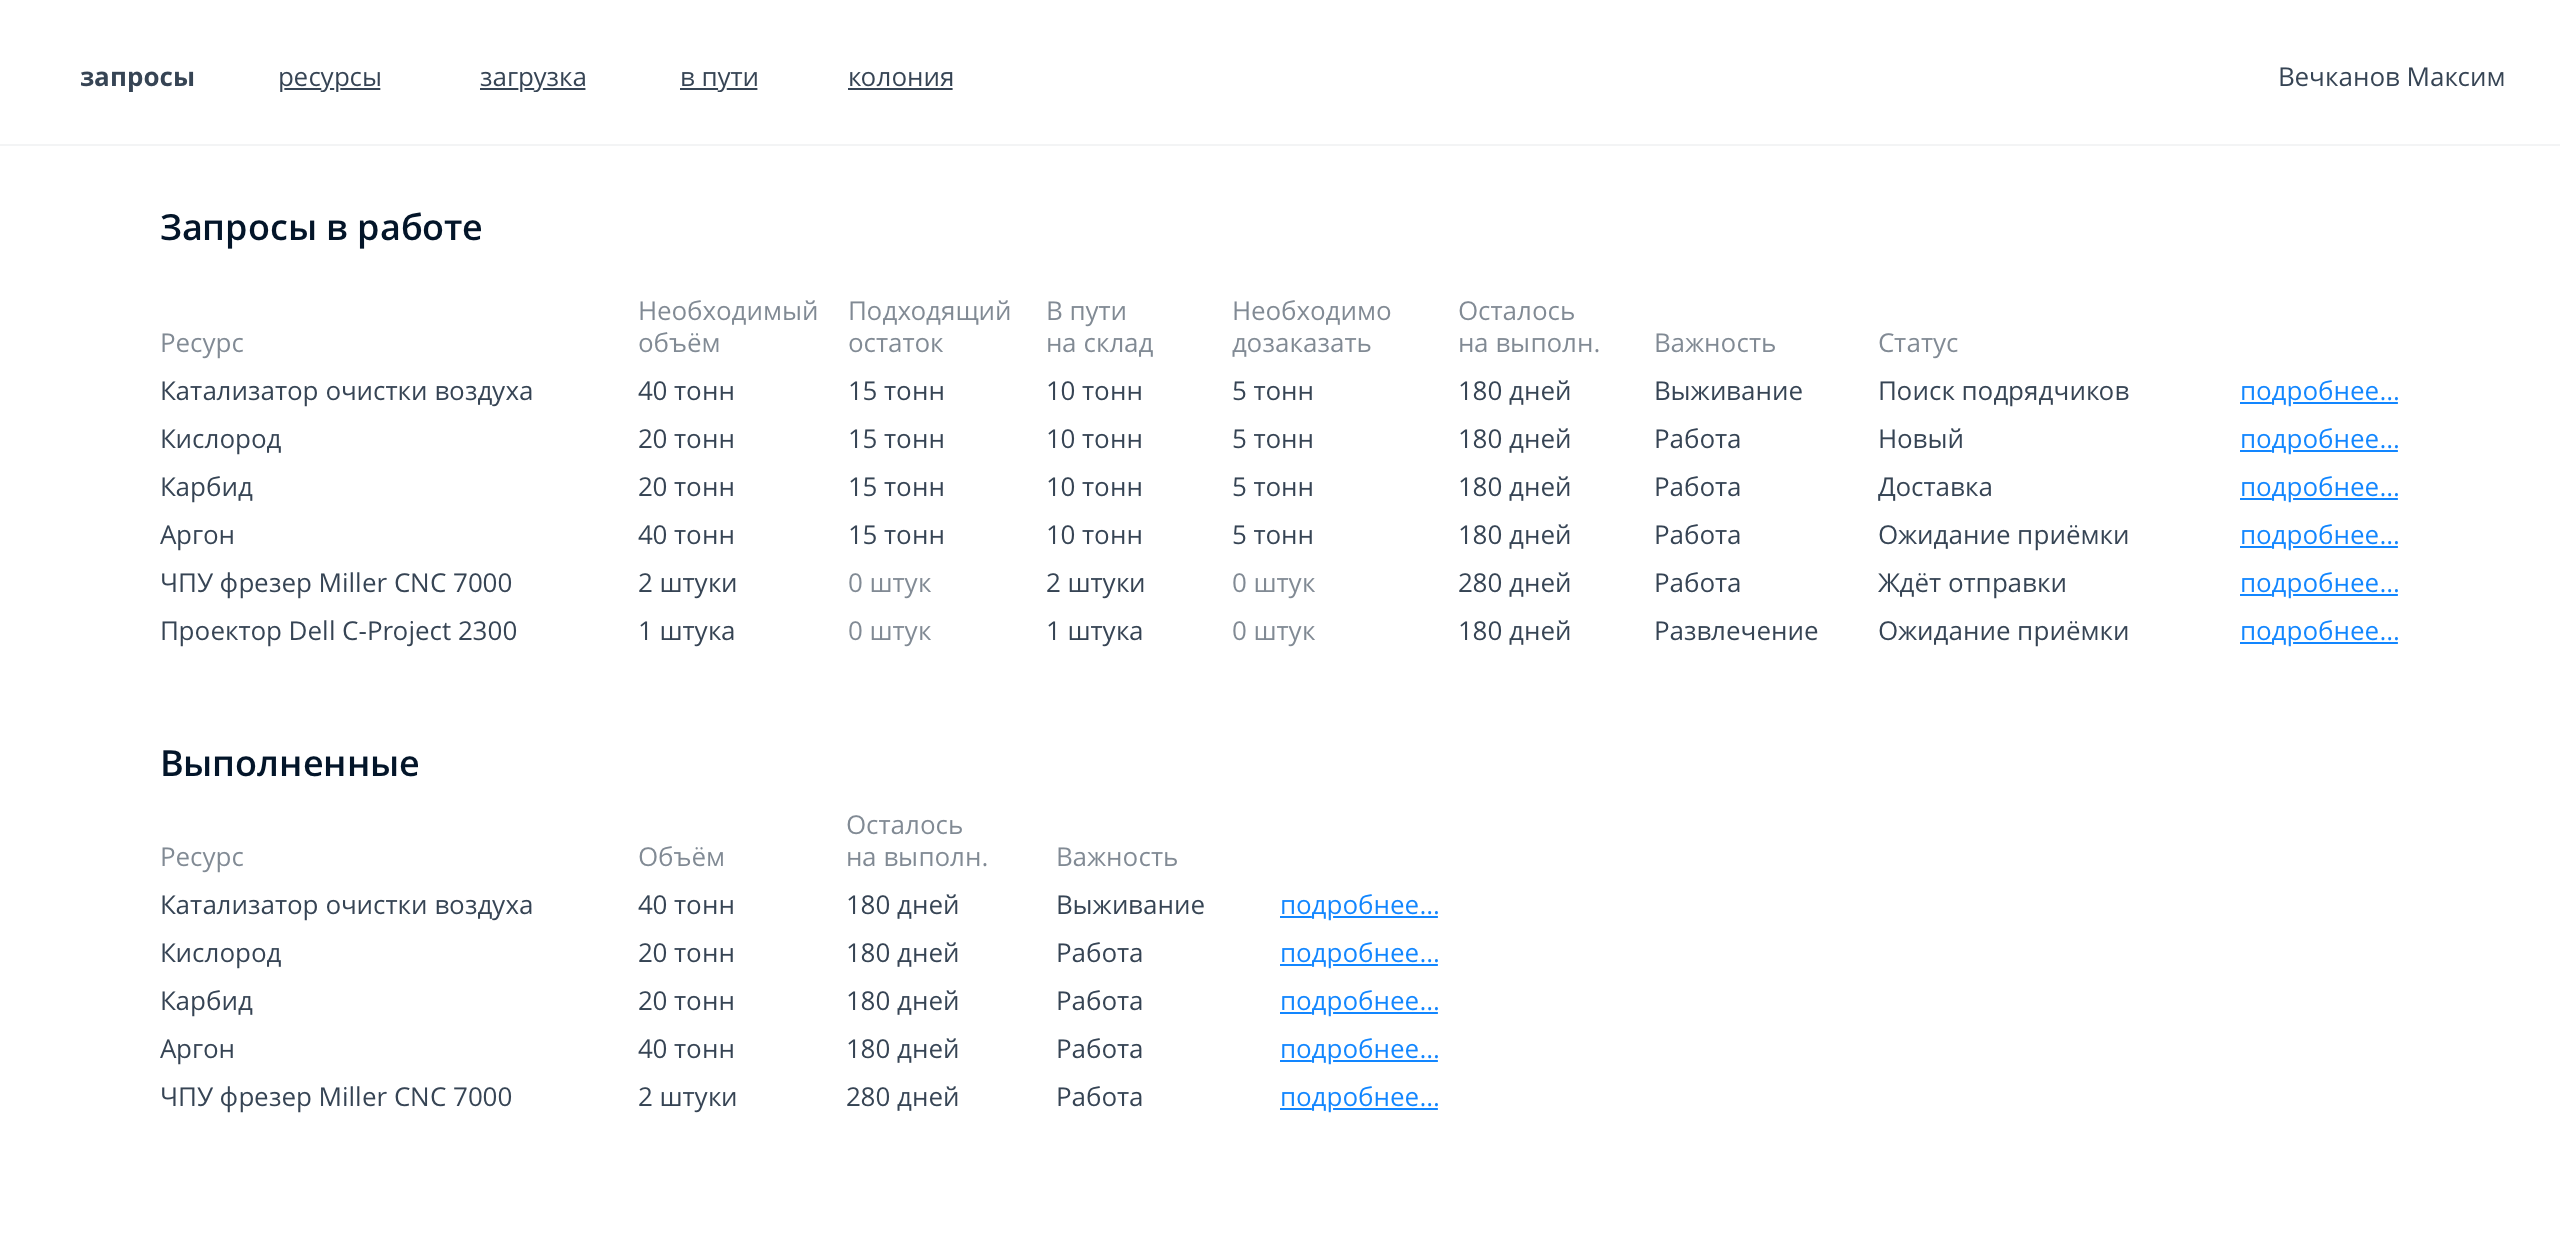 запросы ресурсы загрузка в пути колония Вечканов Максим
Запросы в работе
Необходимый Подходящий В пути Необходимо Осталось
Ресурс объём остаток на склад дозаказать на выполн. Важность Статус
Катализатор очистки воздуха 40 тонн 15 тонн 10 тонн 5 тонн 180 дней Выживание Поиск подрядчиков подробнее...
Кислород 20 тонн 15 тонн 10 тонн 5 тонн 180 дней Работа Новый подробнее...
Карбид 20 тонн 15 тонн 10 тонн 5 тонн 180 дней Работа Доставка подробнее...
Аргон 40 тонн 15 тонн 10 тонн 5 тонн 180 дней Работа Ожидание приёмки подробнее...
ЧПУ фрезер Miller CNC 7000 2 штуки 0 штук 2 штуки 0 штук 280 дней Работа Ждёт отправки подробнее...
Проектор Dell C-Project 2300 1 штука 0 штук 1 штука 0 штук 180 дней Развлечение Ожидание приёмки подробнее...
Выполненные
Осталось
Ресурс Объём на выполн. Важность
Катализатор очистки воздуха 40 тонн 180 дней Выживание подробнее...
Кислород 20 тонн 180 дней Работа подробнее...
Карбид 20 тонн 180 дней Работа подробнее...
Аргон 40 тонн 180 дней Работа подробнее...
ЧПУ фрезер Miller CNC 7000 2 штуки 280 дней Работа подробнее...